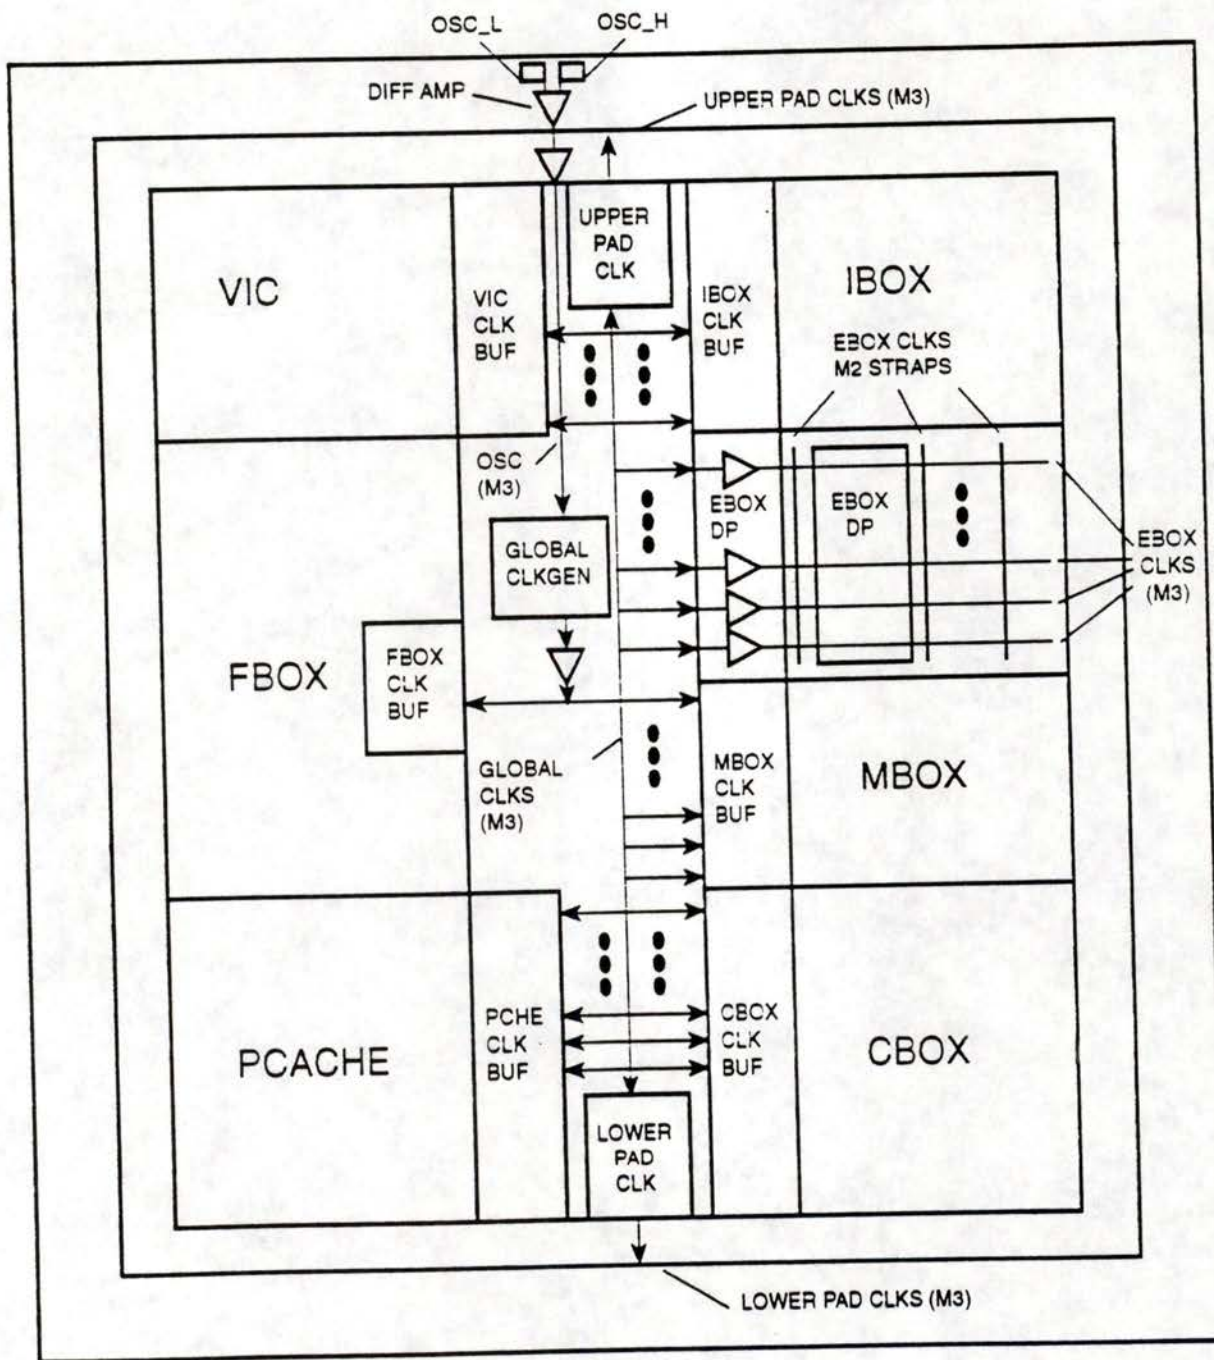 OSC_L
OSC_H
DIFF AMP
UPPER PAD CLKS (M3)
UPPER
PAD
CLK
VIC
VIC
CLK
BUF
IBOX
CLK
BUF
IBOX
EBOX CLKS
M2 STRAPS
OSC
(M3)
EBOX
DP
EBOX
DP
GLOBAL
CLKGEN
EBOX
CLKS
(M3)
FBOX
FBOX
CLK
BUF
GLOBAL
CLKS
(M3)
MBOX
CLK
BUF
MBOX
PCACHE
PCHE
CLK
BUF
CBOX
CLK
BUF
CBOX
LOWER
PAD
CLK
LOWER PAD CLKS (M3)